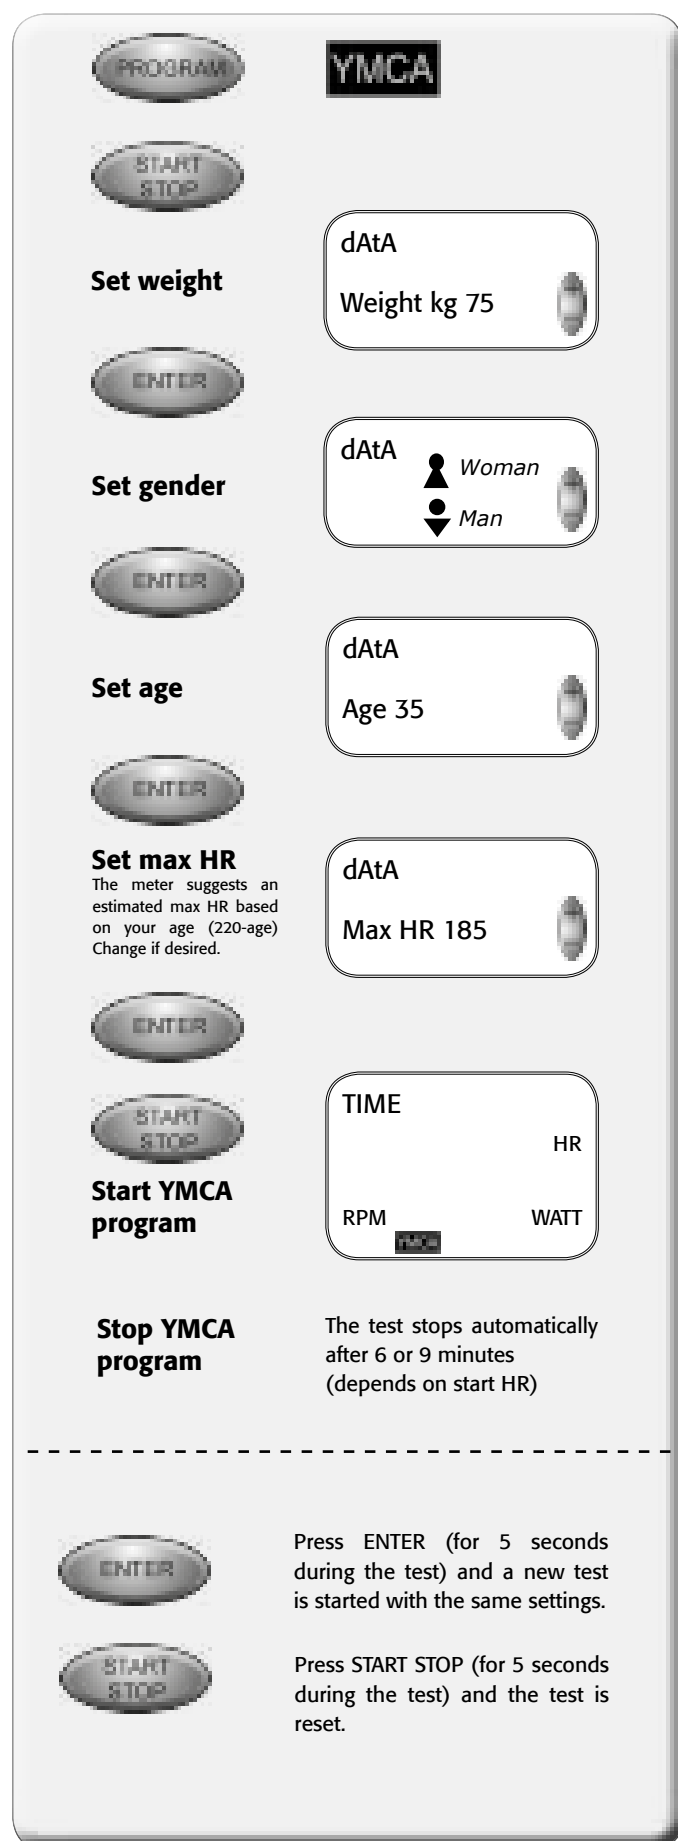 PROGRAM
YMCA
START
STOP
dAtA
Set weight
Weight kg 75
ENTER
dAtA
Woman
Set gender
Man
ENTER
dAtA
Set age
Age 35
ENTER
Set max HR
The meter suggests an
estimated max HR based
on your age (220-age)
Change if desired.
dAtA
Max HR 185
ENTER
START
STOP
TIME
HR
Start YMCA
program
RPM
WATT
YMCA
Stop YMCA
program
The test stops automatically
after 6 or 9 minutes
(depends on start HR)
ENTER
Press ENTER (for 5 seconds
during the test) and a new test
is started with the same settings.
START
STOP
Press START STOP (for 5 seconds
during the test) and the test is
reset.